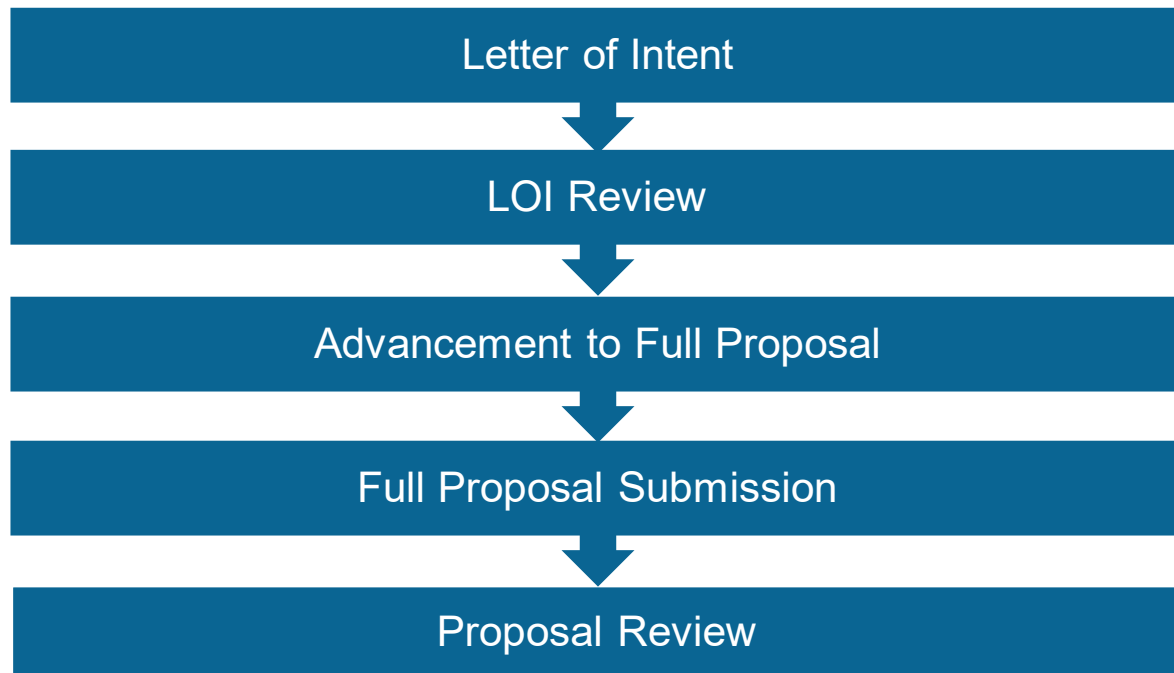 Letter of Intent
LOI Review
Advancement to Full Proposal
Full Proposal Submission
Proposal Review